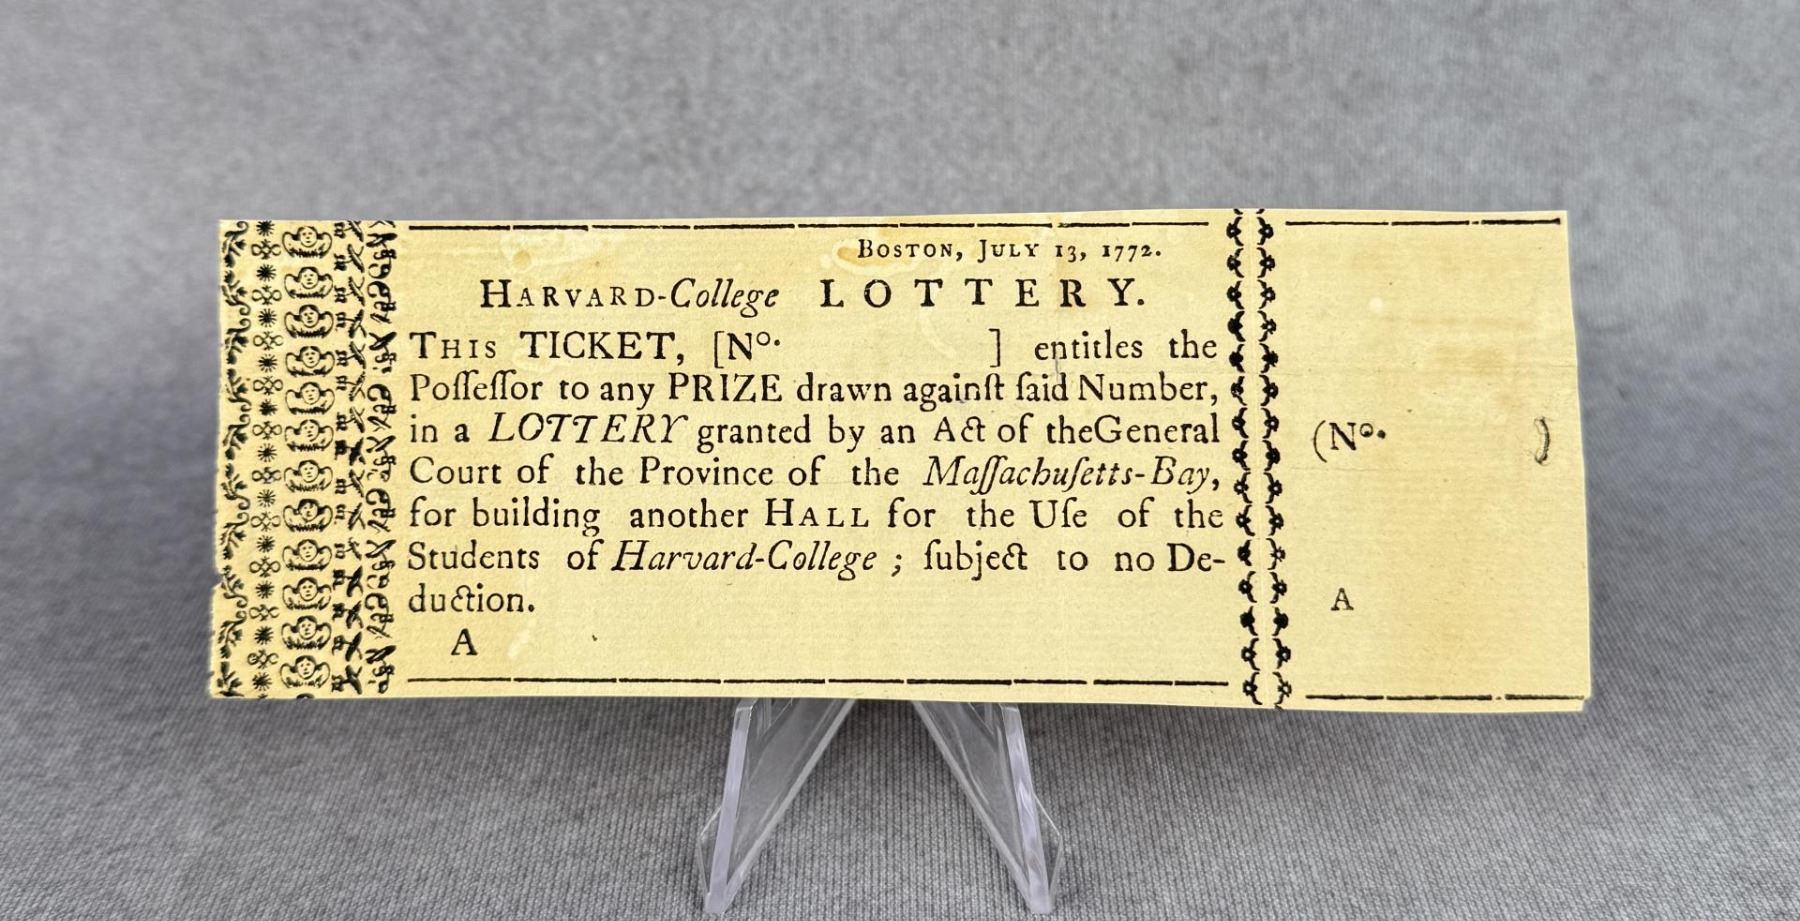 BOSTON, JULY 13, 1772.
HARVARD-College LOTTERY.
THIS TICKET, [No. ] entitles the
Poſſeſſor to any PRIZE drawn againſt ſaid Number,
in a LOTTERY granted by an Act of theGeneral
Court of the Province of the Maſſachuſetts-Bay,
for building another HALL for the Uſe of the
Students of Harvard-College ; ſubject to no De-
duction.
A
(No. )
A